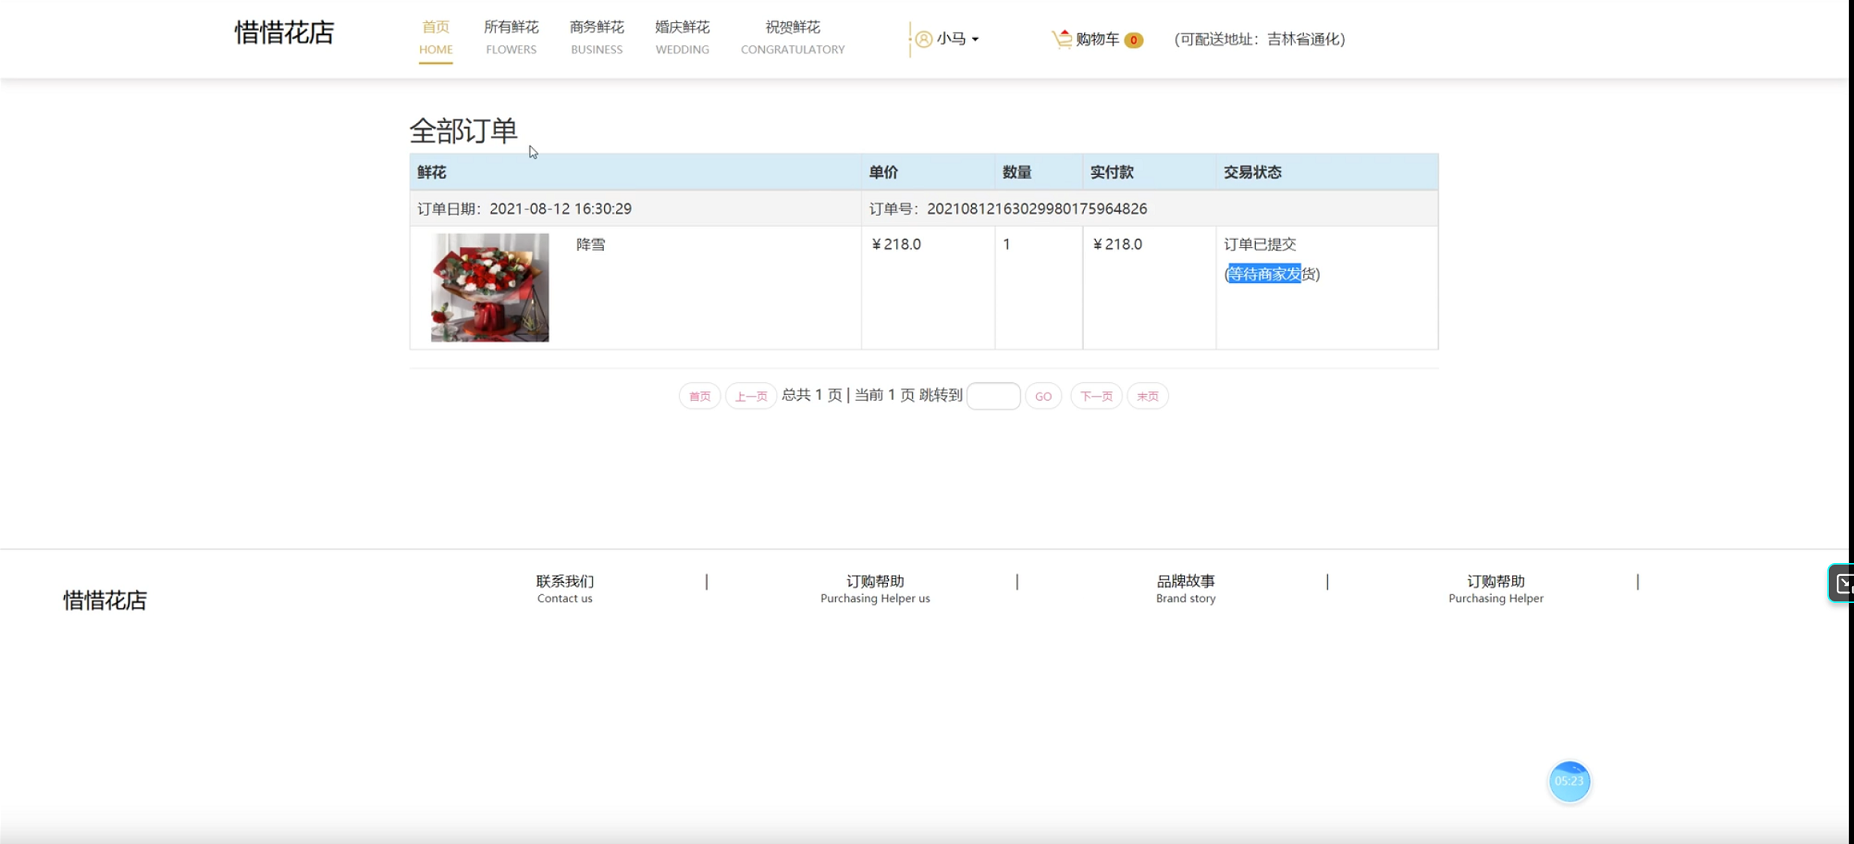 惜惜花店
首页 所有鲜花 商务鲜花 婚庆鲜花 祝贺鲜花
HOME FLOWERS BUSINESS WEDDING CONGRATULATORY
小马 购物车 0 (可配送地址：吉林省通化)
全部订单
鲜花 单价 数量 实付款 交易状态
订单日期：2021-08-12 16:30:29 订单号：20210812163029980175964826
降雪 ￥218.0 1 ￥218.0 订单已提交
(等待商家发货)
首页 上一页 总共 1 页 | 当前 1 页 跳转到 GO 下一页 末页
惜惜花店
联系我们 | 订购帮助 | 品牌故事 | 订购帮助 |
Contact us Purchasing Helper us Brand story Purchasing Helper
05:23